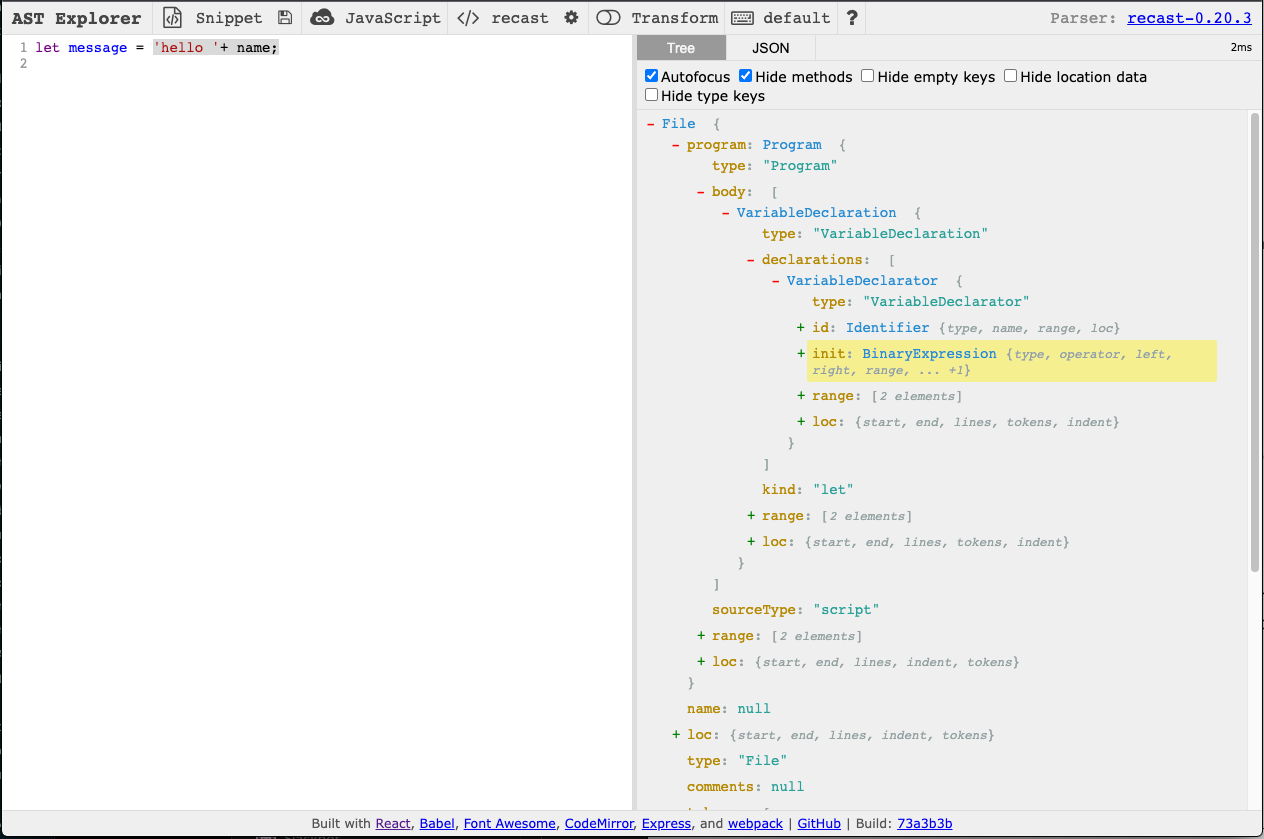 AST Explorer Snippet JavaScript </> recast Transform default ? Parser: recast-0.20.3
1 let message = 'hello '+ name;
2
Tree JSON 2ms
Autofocus Hide methods Hide empty keys Hide location data
Hide type keys
- File {
- program: Program {
type: "Program"
- body: [
- VariableDeclaration {
type: "VariableDeclaration"
- declarations: [
- VariableDeclarator {
type: "VariableDeclarator"
+ id: Identifier {type, name, range, loc}
+ init: BinaryExpression {type, operator, left,
right, range, ... +1}
+ range: [2 elements]
+ loc: {start, end, lines, tokens, indent}
}
]
kind: "let"
+ range: [2 elements]
+ loc: {start, end, lines, tokens, indent}
}
]
sourceType: "script"
+ range: [2 elements]
+ loc: {start, end, lines, indent, tokens}
}
name: null
+ loc: {start, end, lines, indent, tokens}
type: "File"
comments: null
Built with React, Babel, Font Awesome, CodeMirror, Express, and webpack | GitHub | Build: 73a3b3b